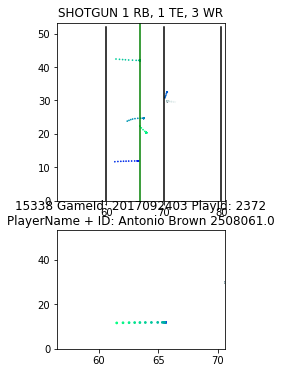 SHOTGUN 1 RB, 1 TE, 3 WR
50
40
30
20
10
0
60 70 80
15338 GameId: 2017092403 PlayId: 2372
PlayerName + ID: Antonio Brown 2508061.0
40
20
0
60 65 70